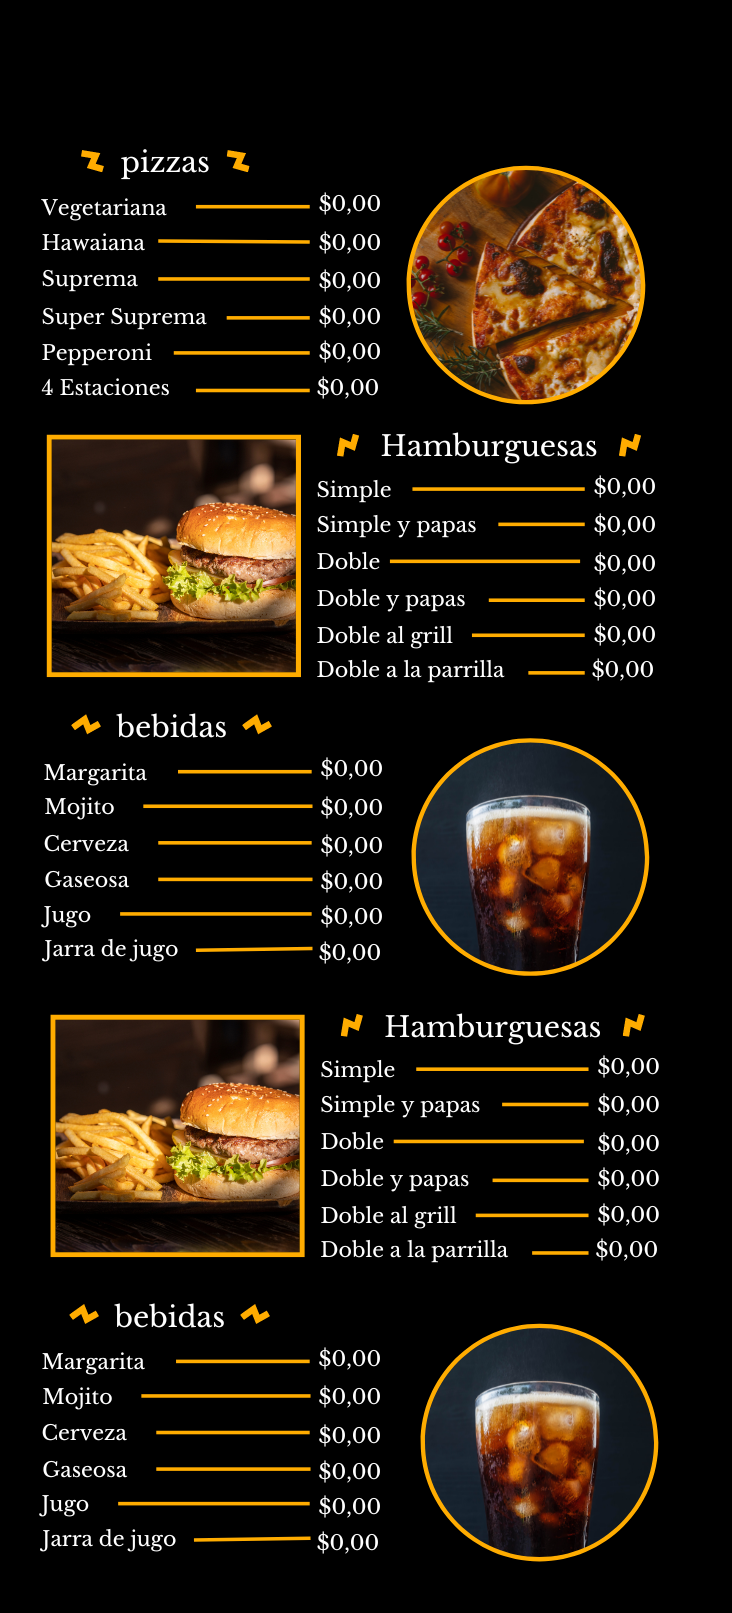 pizzas
Vegetariana $0,00
Hawaiana $0,00
Suprema $0,00
Super Suprema $0,00
Pepperoni $0,00
4 Estaciones $0,00
Hamburguesas
Simple $0,00
Simple y papas $0,00
Doble $0,00
Doble y papas $0,00
Doble al grill $0,00
Doble a la parrilla $0,00
bebidas
Margarita $0,00
Mojito $0,00
Cerveza $0,00
Gaseosa $0,00
Jugo $0,00
Jarra de jugo $0,00
Hamburguesas
Simple $0,00
Simple y papas $0,00
Doble $0,00
Doble y papas $0,00
Doble al grill $0,00
Doble a la parrilla $0,00
bebidas
Margarita $0,00
Mojito $0,00
Cerveza $0,00
Gaseosa $0,00
Jugo $0,00
Jarra de jugo $0,00